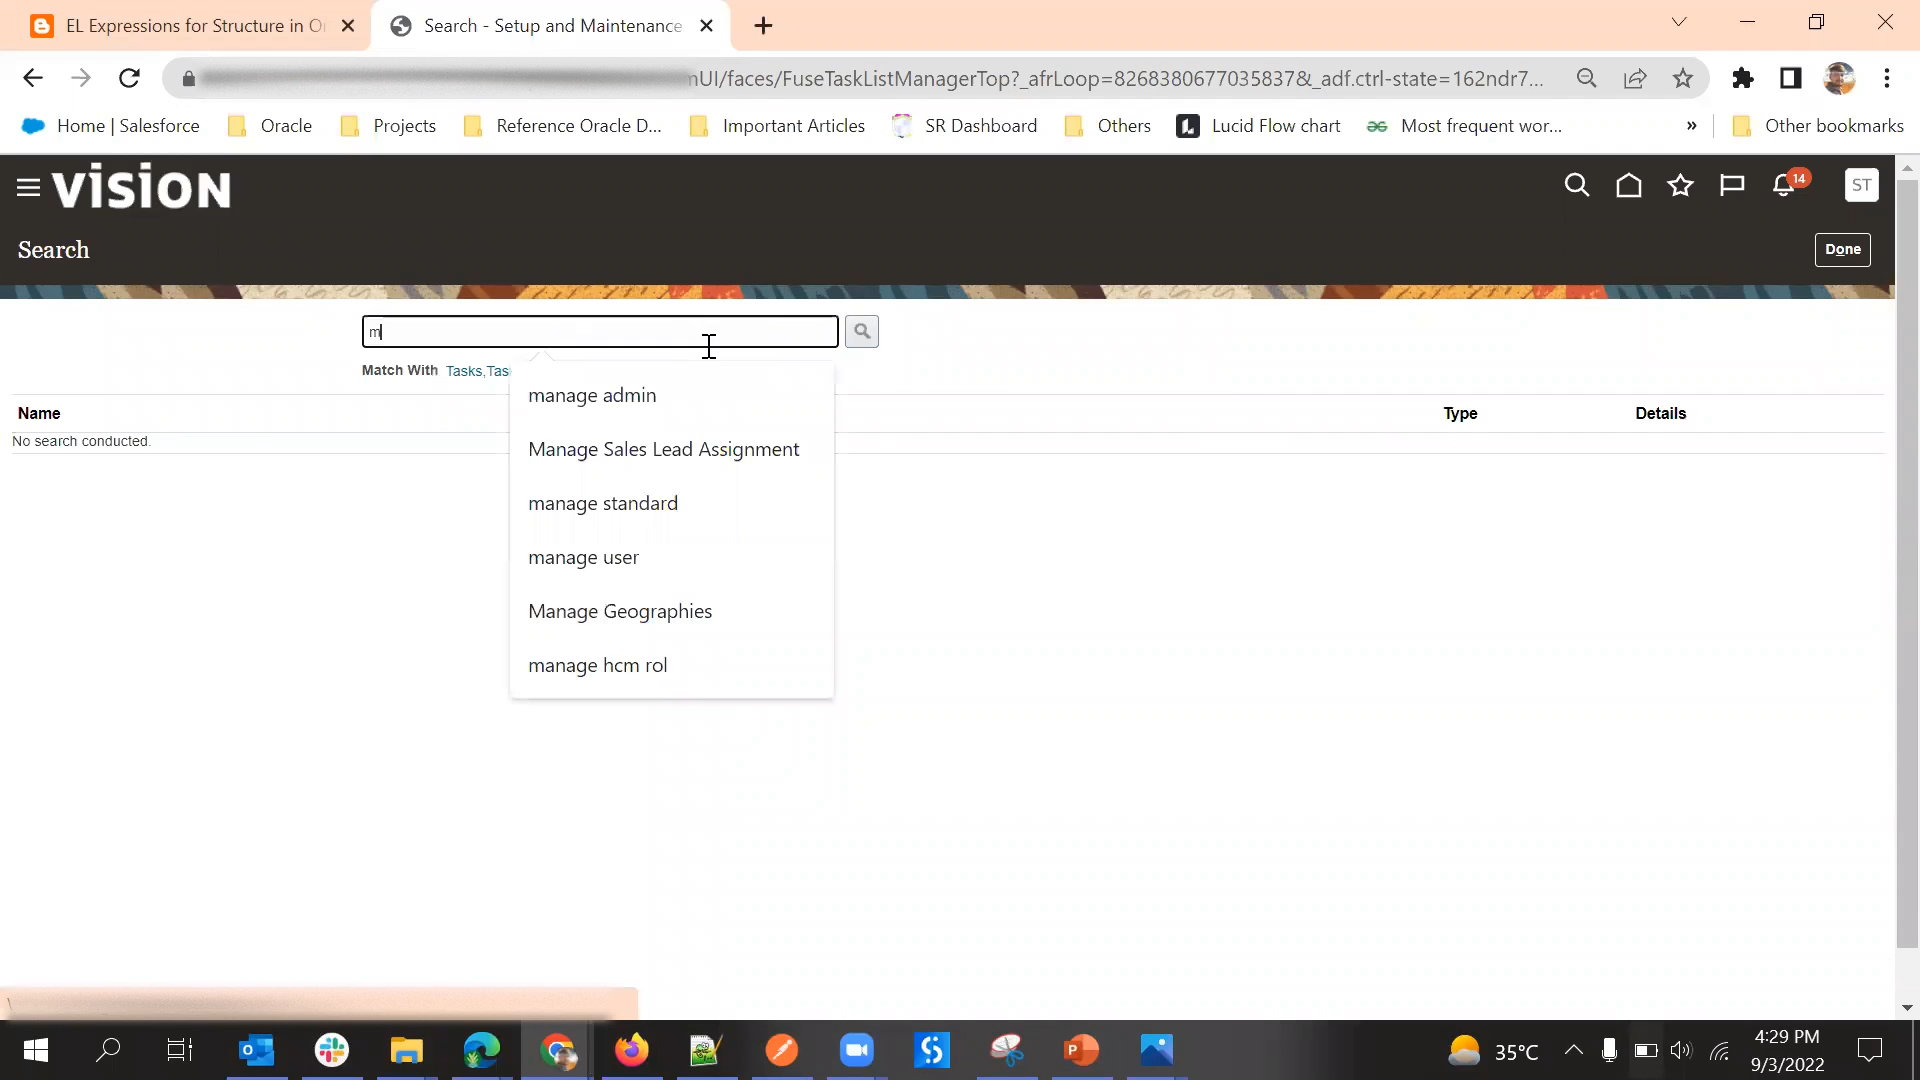 EL Expressions for Structure in O
Search - Setup and Maintenance
mUI/faces/FuseTaskListManagerTop?_afrLoop=8268380677035837&_adf.ctrl-state=162ndr7...
Home | Salesforce
Oracle
Projects
Reference Oracle D...
Important Articles
SR Dashboard
Others
Lucid Flow chart
Most frequent wor...
»
Other bookmarks
VISION
14
ST
Search
Done
m
Match With Tasks,Tas
manage admin
Manage Sales Lead Assignment
manage standard
manage user
Manage Geographies
manage hcm rol
Name Type Details
No search conducted.
35°C
4:29 PM
9/3/2022